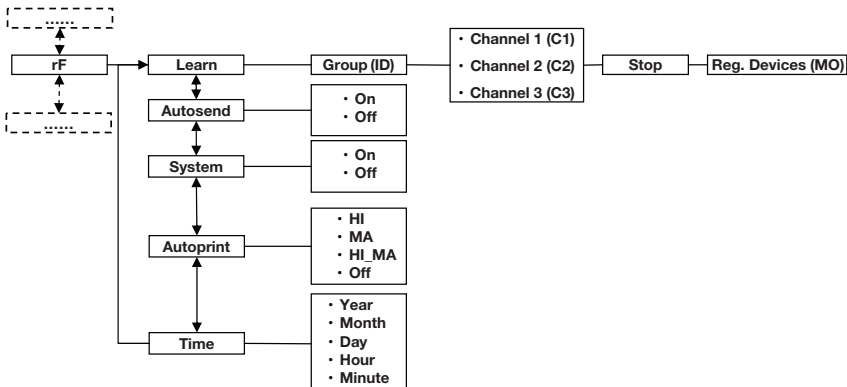 ......
rF
......
Learn
Group (ID)
• Channel 1 (C1)
• Channel 2 (C2)
• Channel 3 (C3)
Stop
Reg. Devices (MO)
Autosend
• On
• Off
System
• On
• Off
Autoprint
• HI
• MA
• HI_MA
• Off
Time
• Year
• Month
• Day
• Hour
• Minute